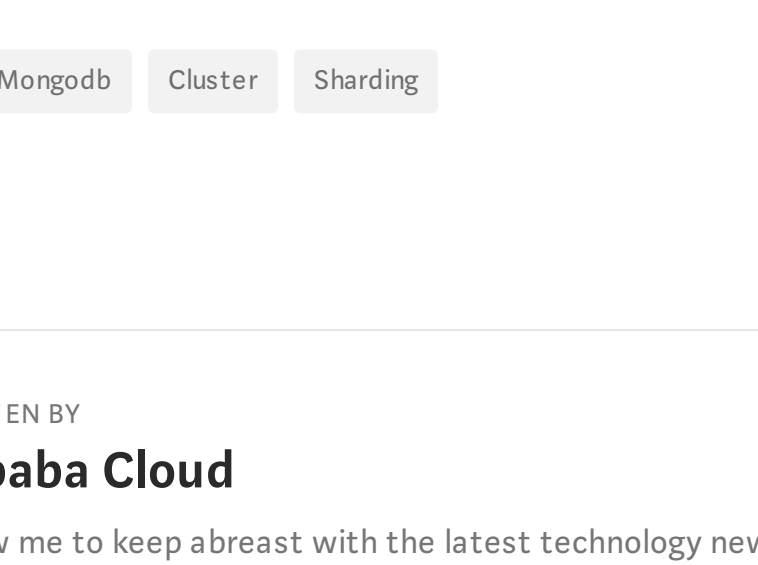 Mongodb Cluster Sharding
EN BY
baba Cloud
me to keep abreast with the latest technology